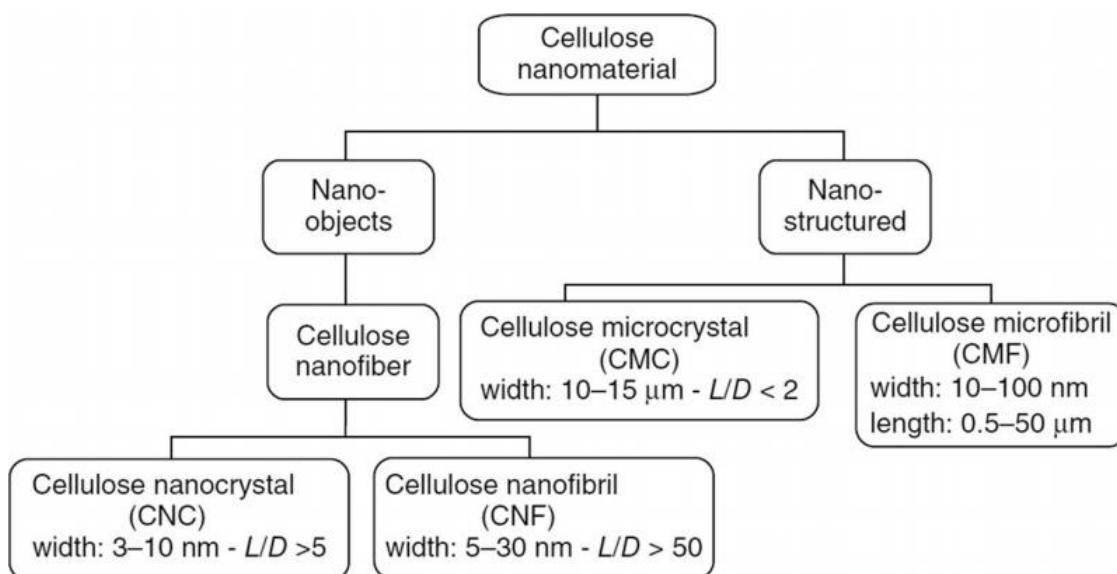 Cellulose
nanomaterial
Nano-
objects
Nano-
structured
Cellulose
nanofiber
Cellulose microcrystal
(CMC)
width: 10–15 μm - L/D < 2
Cellulose microfibril
(CMF)
width: 10–100 nm
length: 0.5–50 μm
Cellulose nanocrystal
(CNC)
width: 3–10 nm - L/D >5
Cellulose nanofibril
(CNF)
width: 5–30 nm - L/D > 50